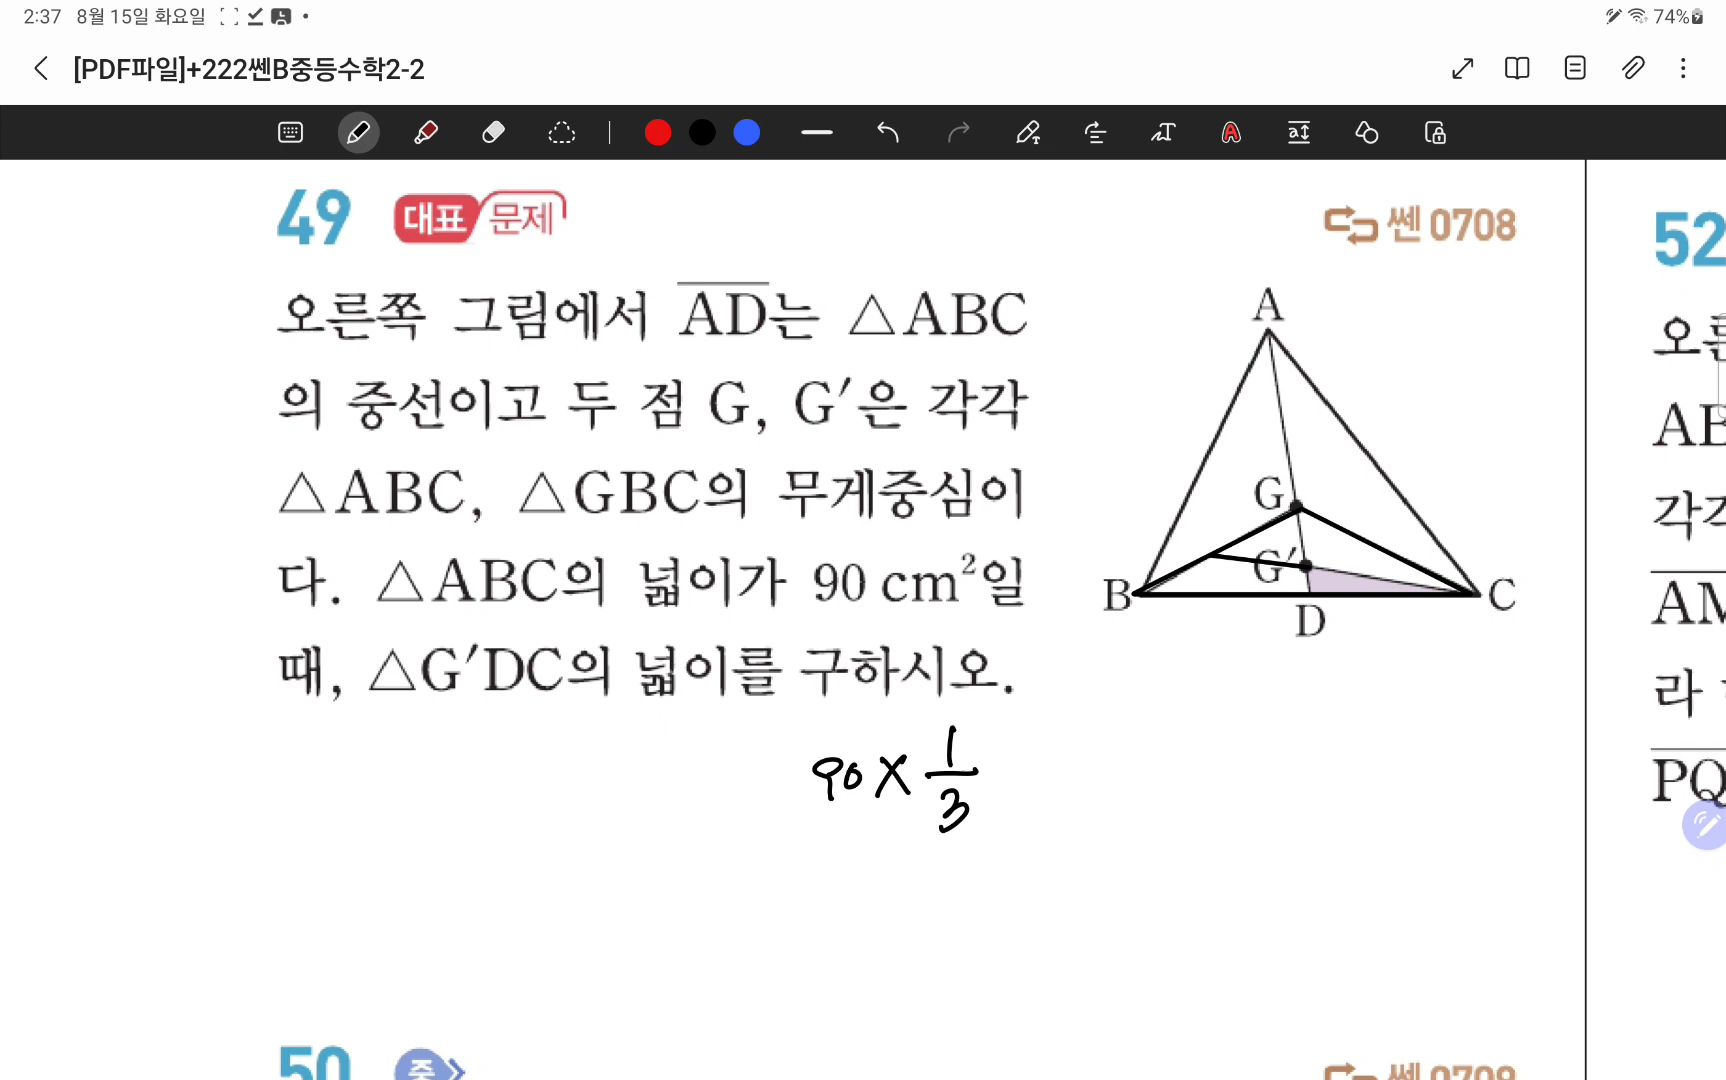 2:37 8월 15일 화요일
74%
[PDF파일]+222쎈B중등수학2-2
49 대표 문제
쎈 0708
오른쪽 그림에서 AD는 △ABC
의 중선이고 두 점 G, G′은 각각
△ABC, △GBC의 무게중심이
다. △ABC의 넓이가 90 cm²일
때, △G′DC의 넓이를 구하시오.
A
G
G′
B
C
D
90 × 1/3
50 중
쎈 0709
52
오른
AB
각각
AM
라
PQ